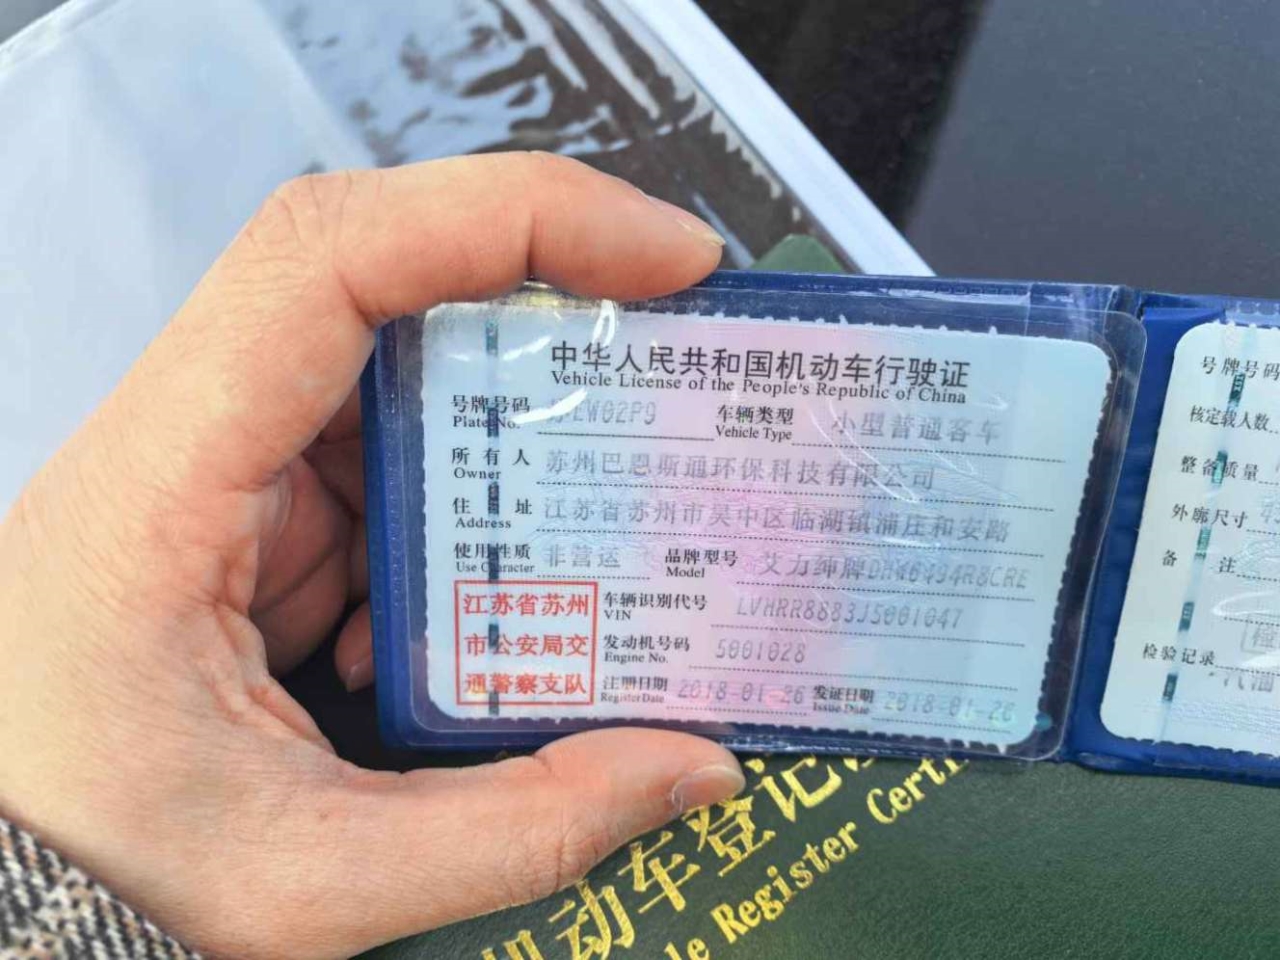 中华人民共和国机动车行驶证
Vehicle License of the People's Republic of China
号牌号码 苏EW02P9 车辆类型 小型普通客车
Plate No. Vehicle Type
所有人 苏州巴恩斯通环保科技有限公司
Owner
住址 江苏省苏州市吴中区临湖镇浦庄和安路
Address
使用性质 非营运 品牌型号 艾力绅牌DHW6494R8CRE
Use Character Model
江苏省苏州
市公安局交
通警察支队
车辆识别代号 LVHRR8883J5001047
VIN
发动机号码 5001028
Engine No.
注册日期 2018-01-26 发证日期 2018-01-26
Register Date Issue Date
号牌号码
核定载人数
整备质量
外廓尺寸
备注
检验记录
机动车登记
Register Certi